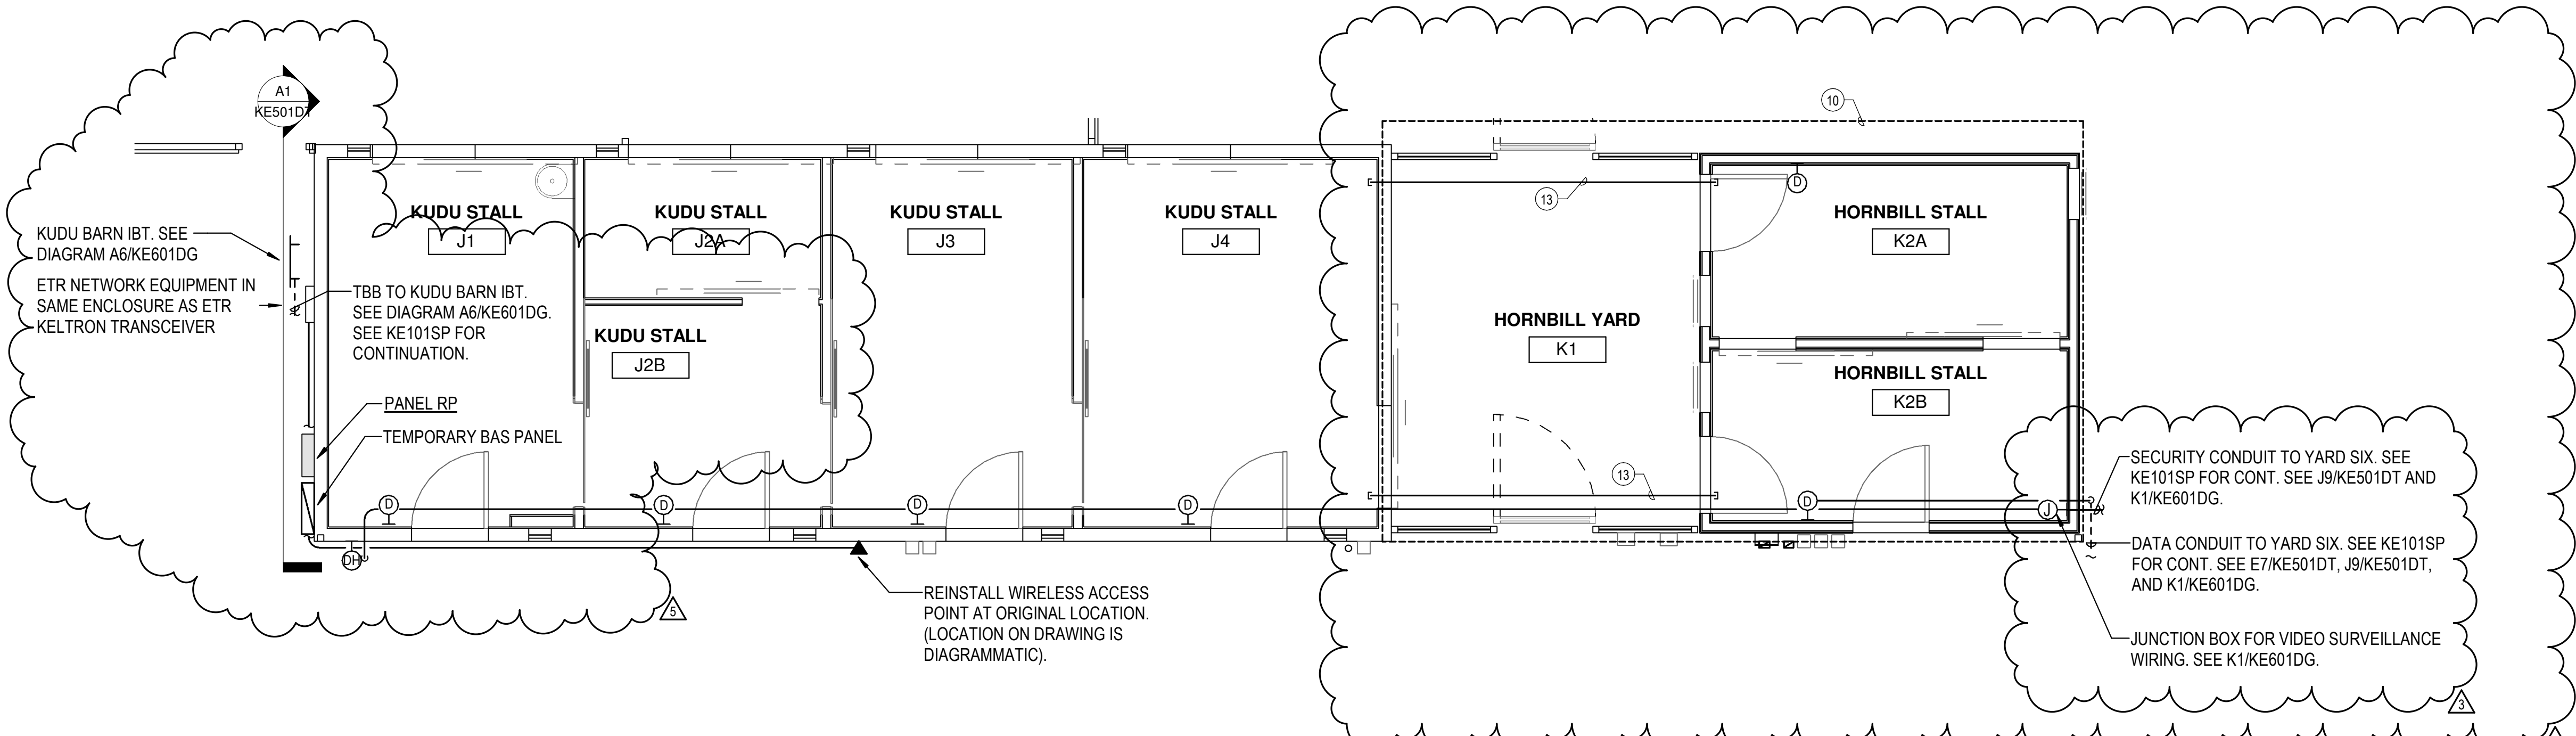 A1
KE501DT
10
13
D
KUDU STALL
J1
KUDU STALL
J2A
KUDU STALL
J3
KUDU STALL
J4
HORNBILL STALL
K2A
KUDU BARN IBT. SEE
DIAGRAM A6/KE601DG
ETR NETWORK EQUIPMENT IN
SAME ENCLOSURE AS ETR
KELTRON TRANSCEIVER
TBB TO KUDU BARN IBT.
SEE DIAGRAM A6/KE601DG.
SEE KE101SP FOR
CONTINUATION.
KUDU STALL
J2B
HORNBILL YARD
K1
HORNBILL STALL
K2B
PANEL RP
TEMPORARY BAS PANEL
13
D
D
D
D
D
J
DH
SECURITY CONDUIT TO YARD SIX. SEE
KE101SP FOR CONT. SEE J9/KE501DT AND
K1/KE601DG.
DATA CONDUIT TO YARD SIX. SEE KE101SP
FOR CONT. SEE E7/KE501DT, J9/KE501DT,
AND K1/KE601DG.
JUNCTION BOX FOR VIDEO SURVEILLANCE
WIRING. SEE K1/KE601DG.
REINSTALL WIRELESS ACCESS
POINT AT ORIGINAL LOCATION.
(LOCATION ON DRAWING IS
DIAGRAMMATIC).
5
3